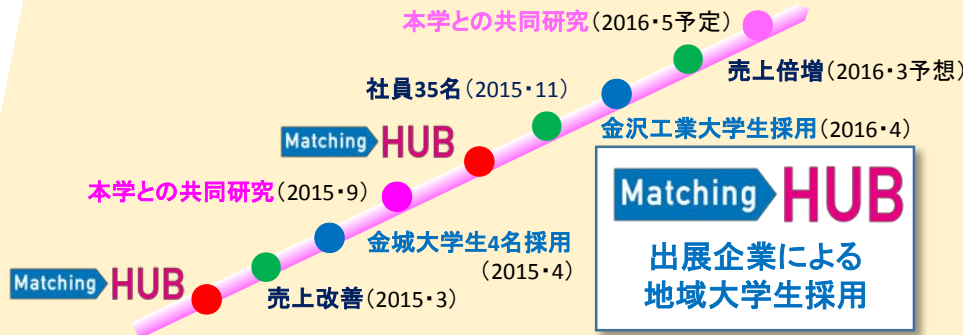 本学との共同研究(2016・5予定)
売上倍増(2016・3予想)
社員35名(2015・11)
金沢工業大学生採用(2016・4)
Matching HUB
本学との共同研究(2015・9)
金城大学生4名採用
(2015・4)
Matching HUB
売上改善(2015・3)
Matching HUB
出展企業による
地域大学生採用